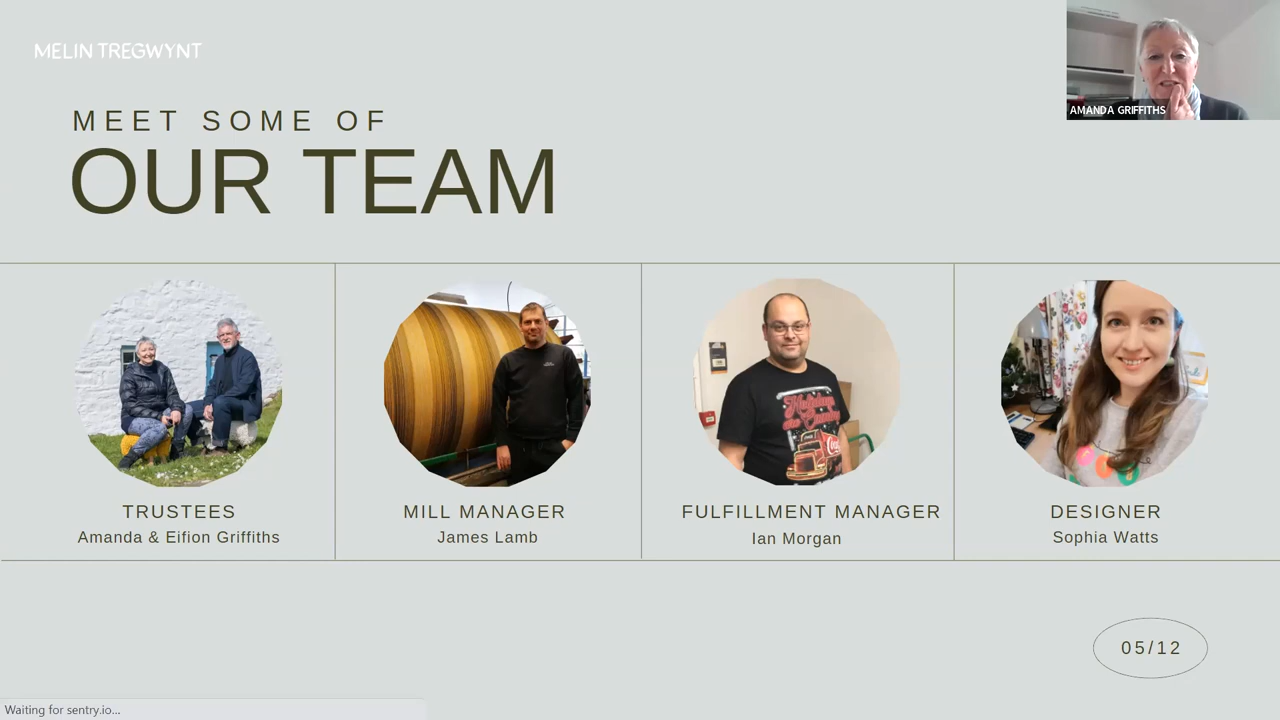 MELIN TREGWYNT
AMANDA GRIFFITHS
MEET SOME OF
OUR TEAM
TRUSTEES
Amanda & Eifion Griffiths
MILL MANAGER
James Lamb
FULFILLMENT MANAGER
Ian Morgan
DESIGNER
Sophia Watts
05/12
Waiting for sentry.io...